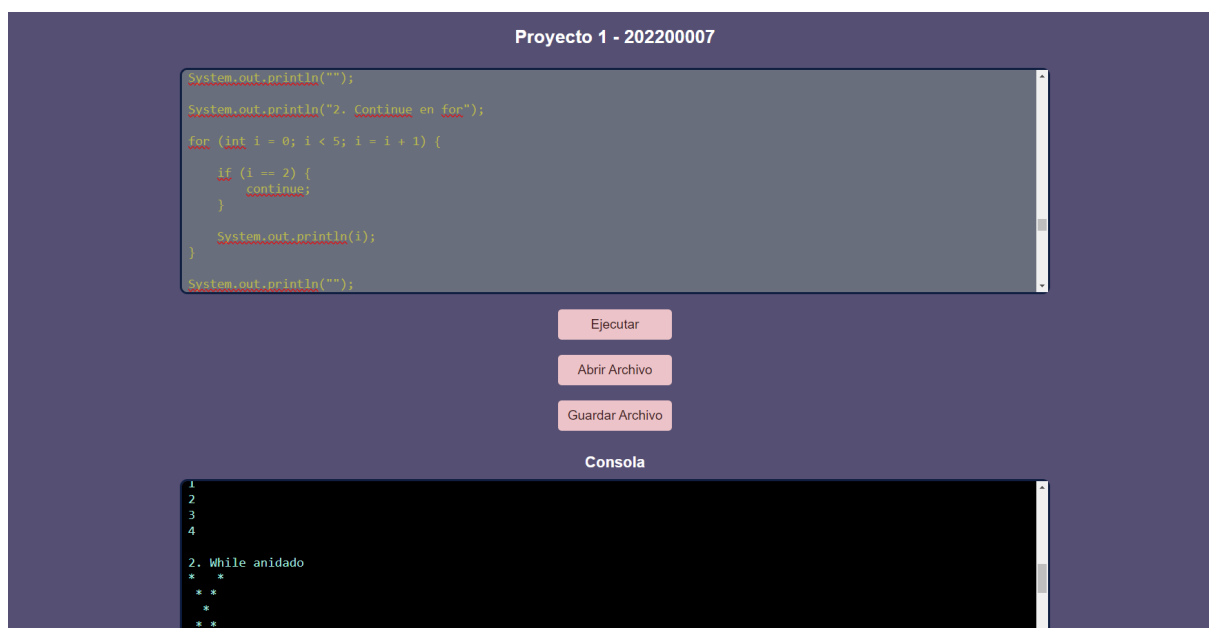 Proyecto 1 - 202200007
System.out.println("");
System.out.println("2. Continue en for");
for (int i = 0; i < 5; i = i + 1) {
    if (i == 2) {
        continue;
    }
    System.out.println(i);
}
System.out.println("");
Ejecutar
Abrir Archivo
Guardar Archivo
Consola
1
2
3
4
2. While anidado
*   *
 * *
  *
 * *